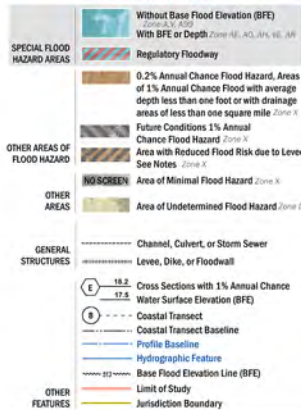 Without Base Flood Elevation (BFE)
Zone A, V, A99
With BFE or Depth Zone AE, AO, AH, VE, AR
SPECIAL FLOOD
HAZARD AREAS
Regulatory Floodway
0.2% Annual Chance Flood Hazard, Areas
of 1% Annual Chance Flood with average
depth less than one foot or with drainage
areas of less than one square mile Zone X
Future Conditions 1% Annual
Chance Flood Hazard Zone X
OTHER AREAS OF
FLOOD HAZARD
Area with Reduced Flood Risk due to Levee
See Notes Zone X
NO SCREEN Area of Minimal Flood Hazard Zone X
OTHER
AREAS
Area of Undetermined Flood Hazard Zone
GENERAL
STRUCTURES
Channel, Culvert, or Storm Sewer
Levee, Dike, or Floodwall
E 18.2 Cross Sections with 1% Annual Chance
17.5 Water Surface Elevation (BFE)
8 Coastal Transect
Coastal Transect Baseline
Profile Baseline
Hydrographic Feature
513 Base Flood Elevation Line (BFE)
OTHER
FEATURES
Limit of Study
Jurisdiction Boundary